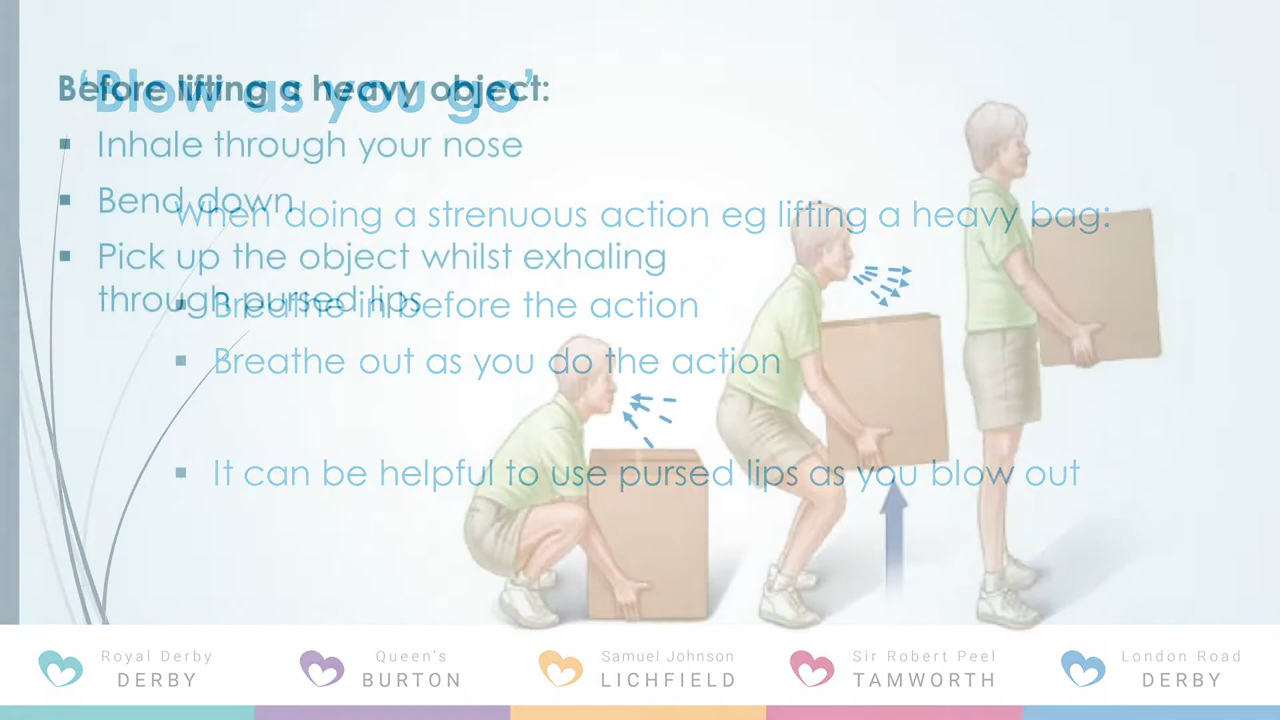 'Blow as you go'
When doing a strenuous action eg lifting a heavy bag:
Breathe in before the action
Breathe out as you do the action
It can be helpful to use pursed lips as you blow out
Before lifting a heavy object:
Inhale through your nose
Bend down
Pick up the object whilst exhaling
through pursed lips
Royal Derby
DERBY
Queen's
BURTON
Samuel Johnson
LICHFIELD
Sir Robert Peel
TAMWORTH
London Road
DERBY